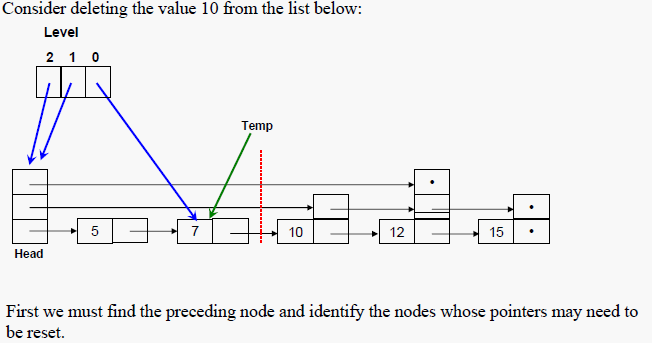 Consider deleting the value 10 from the list below:
Level
2 1 0
Temp
5 7 10 12 15
Head
First we must find the preceding node and identify the nodes whose pointers may need to
be reset.